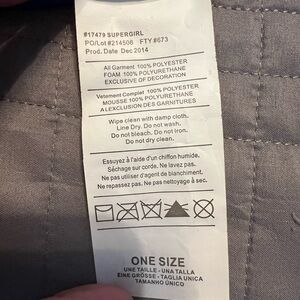 #17479 SUPERGIRL
PO/Lot #214506 FTY #673
Prod. Date Dec 2014
All Garment 100% POLYESTER
FOAM 100% POLYURETHANE
EXCLUSIVE OF DECORATION
Vetement Complet 100% POLYESTER
MOUSSE 100% POLYURETHANE
A LEXCLUSION DES GARNITURES
Wipe clean with damp cloth.
Line Dry. Do not wash.
Do not bleach. Do not iron.
Do not dry clean.
Essuyez à l'aide d'un chiffon humide.
Séchage sur corde. Ne lavez pas.
Ne pas utiliser d'agent de blanchiment.
Ne repassez pas. Ne pas nettoyage à sec.
ONE SIZE
UNE TAILLE - UNA TALLA
EINE GRÖSSE - TAGLIA UNICA
TAMANHO ÚNICO